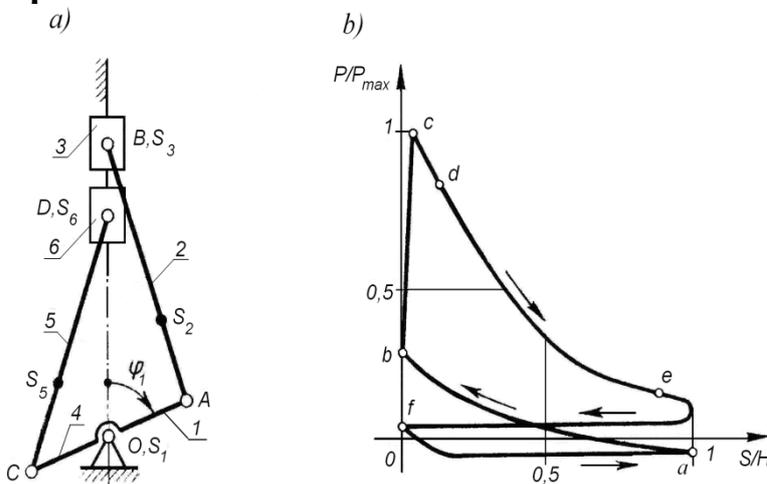 a)
b)
P/Pmax
3
B,S3
1
c
d
D,S6
6
2
0,5
5
S2
e
b
S5
φ1
A
f
4
1
O,S1
C
0
0,5
a
1
S/H